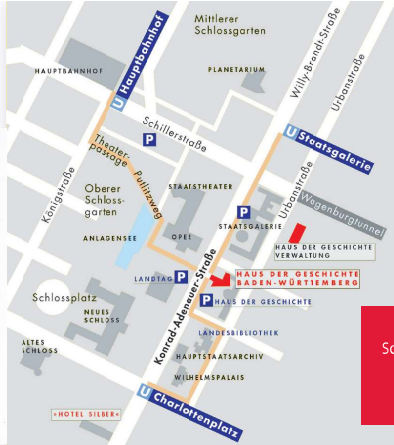 Mittlerer
Schlossgarten
HAUPTBAHNHOF
U Hauptbahnhof
PLANETARIUM
Willy-Brandt-Straße
Urbanstraße
Schillerstraße
P
U Staatsgalerie
Theater-
passage
Königstraße
Putlitzweg
Oberer
Schloss-
garten
STAATSTHEATER
P
Wagenburgtunnel
Urbanstraße
STAATSGALERIE
ANLAGENSEE
OPER
HAUS DER GESCHICHTE
VERWALTUNG
Konrad-Adenauer-Straße
LANDTAG P
HAUS DER GESCHICHTE
BADEN-WÜRTTEMBERG
P HAUS DER GESCHICHTE
Schlossplatz
NEUES
SCHLOSS
LANDESBIBLIOTHEK
ALTES
SCHLOSS
HAUPTSTAATSARCHIV
WILHELMSPALAIS
U Charlottenplatz
»HOTEL SILBER«